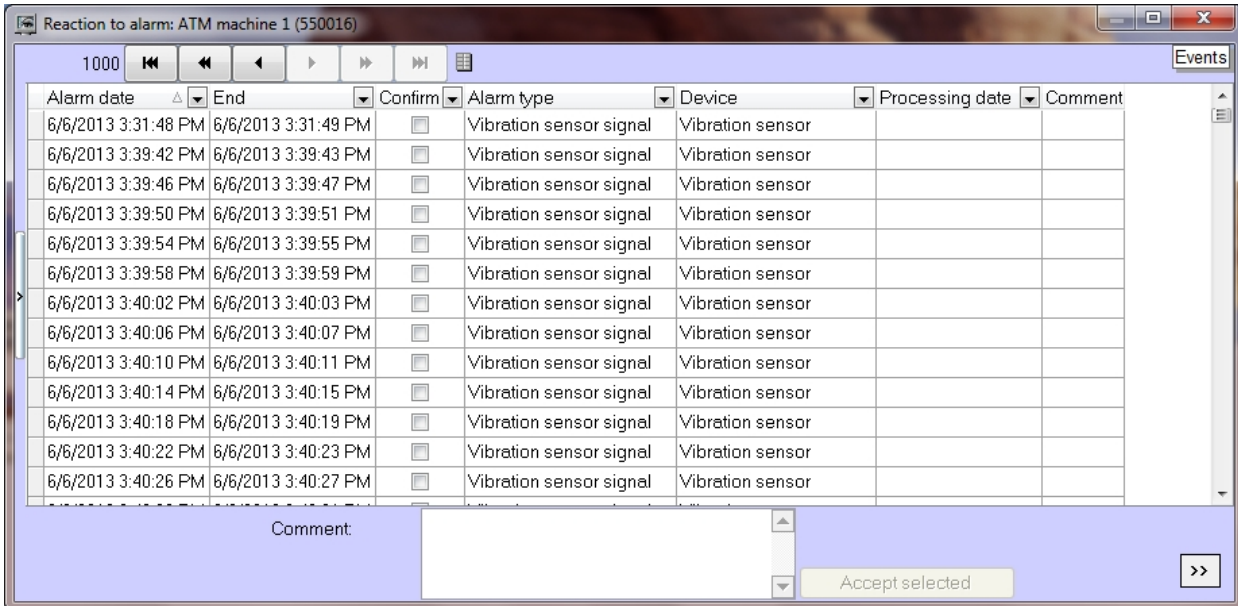 Reaction to alarm: ATM machine 1 (550016)
1000
Events
Alarm date End Confirm Alarm type Device Processing date Comment
6/6/2013 3:31:48 PM 6/6/2013 3:31:49 PM Vibration sensor signal Vibration sensor
6/6/2013 3:39:42 PM 6/6/2013 3:39:43 PM Vibration sensor signal Vibration sensor
6/6/2013 3:39:46 PM 6/6/2013 3:39:47 PM Vibration sensor signal Vibration sensor
6/6/2013 3:39:50 PM 6/6/2013 3:39:51 PM Vibration sensor signal Vibration sensor
6/6/2013 3:39:54 PM 6/6/2013 3:39:55 PM Vibration sensor signal Vibration sensor
6/6/2013 3:39:58 PM 6/6/2013 3:39:59 PM Vibration sensor signal Vibration sensor
6/6/2013 3:40:02 PM 6/6/2013 3:40:03 PM Vibration sensor signal Vibration sensor
6/6/2013 3:40:06 PM 6/6/2013 3:40:07 PM Vibration sensor signal Vibration sensor
6/6/2013 3:40:10 PM 6/6/2013 3:40:11 PM Vibration sensor signal Vibration sensor
6/6/2013 3:40:14 PM 6/6/2013 3:40:15 PM Vibration sensor signal Vibration sensor
6/6/2013 3:40:18 PM 6/6/2013 3:40:19 PM Vibration sensor signal Vibration sensor
6/6/2013 3:40:22 PM 6/6/2013 3:40:23 PM Vibration sensor signal Vibration sensor
6/6/2013 3:40:26 PM 6/6/2013 3:40:27 PM Vibration sensor signal Vibration sensor
Comment:
>>
Accept selected